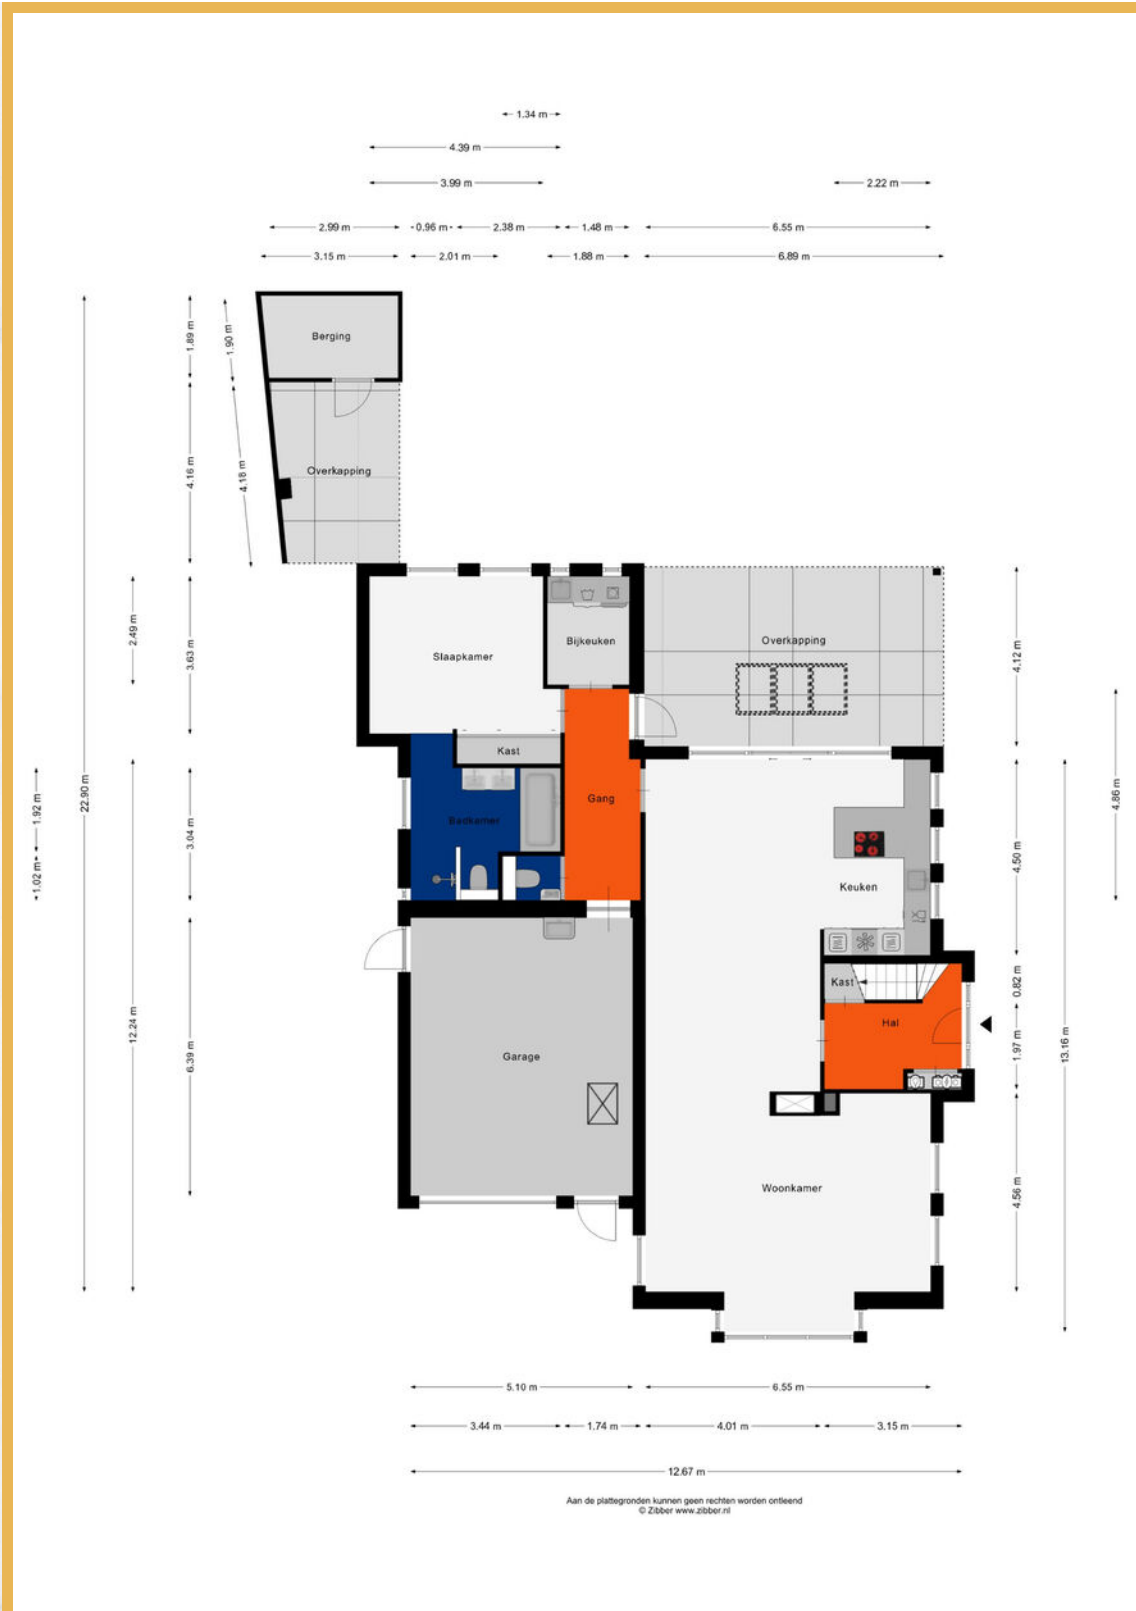 1.34 m
4.39 m
3.99 m
2.22 m
2.99 m
0.96 m
2.38 m
1.48 m
6.55 m
3.15 m
2.01 m
1.88 m
6.89 m
Berging
1.89 m
1.90 m
Overkapping
4.16 m
4.18 m
Slaapkamer
Bijkeuken
Overkapping
2.49 m
3.63 m
4.12 m
Kast
Gang
Badkamer
Keuken
1.92 m
22.90 m
3.04 m
1.02 m
4.50 m
4.86 m
Kast
Hal
0.82 m
1.97 m
13.16 m
12.24 m
6.39 m
Garage
Woonkamer
4.56 m
5.10 m
6.55 m
3.44 m
1.74 m
4.01 m
3.15 m
12.67 m
Aan de plattegronden kunnen geen rechten worden ontleend
© Zibber www.zibber.nl